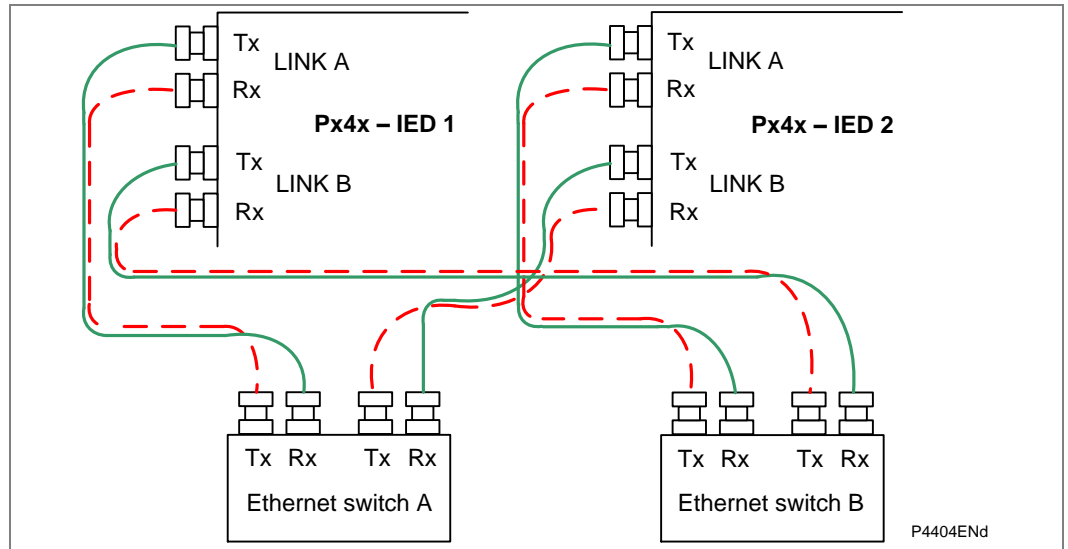 Tx
LINK A
Rx
Px4x – IED 1
Tx
LINK B
Rx
Tx
LINK A
Rx
Px4x – IED 2
Tx
LINK B
Rx
Tx Rx Tx Rx
Ethernet switch A
Tx Rx Tx Rx
Ethernet switch B
P4404ENd